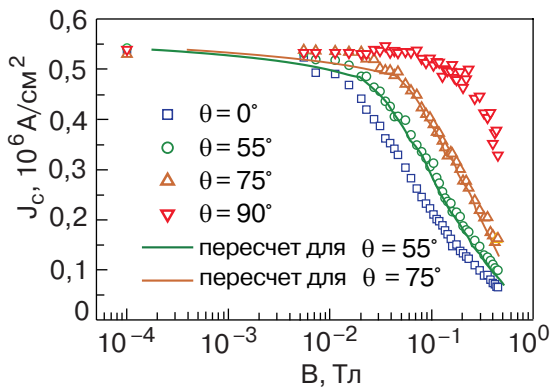 J_c, 10^6 А/см^2
0,6
0,5
0,4
0,3
0,2
0,1
0
θ = 0°
θ = 55°
θ = 75°
θ = 90°
пересчет для θ = 55°
пересчет для θ = 75°
10^-4 10^-3 10^-2 10^-1 10^0
В, Тл